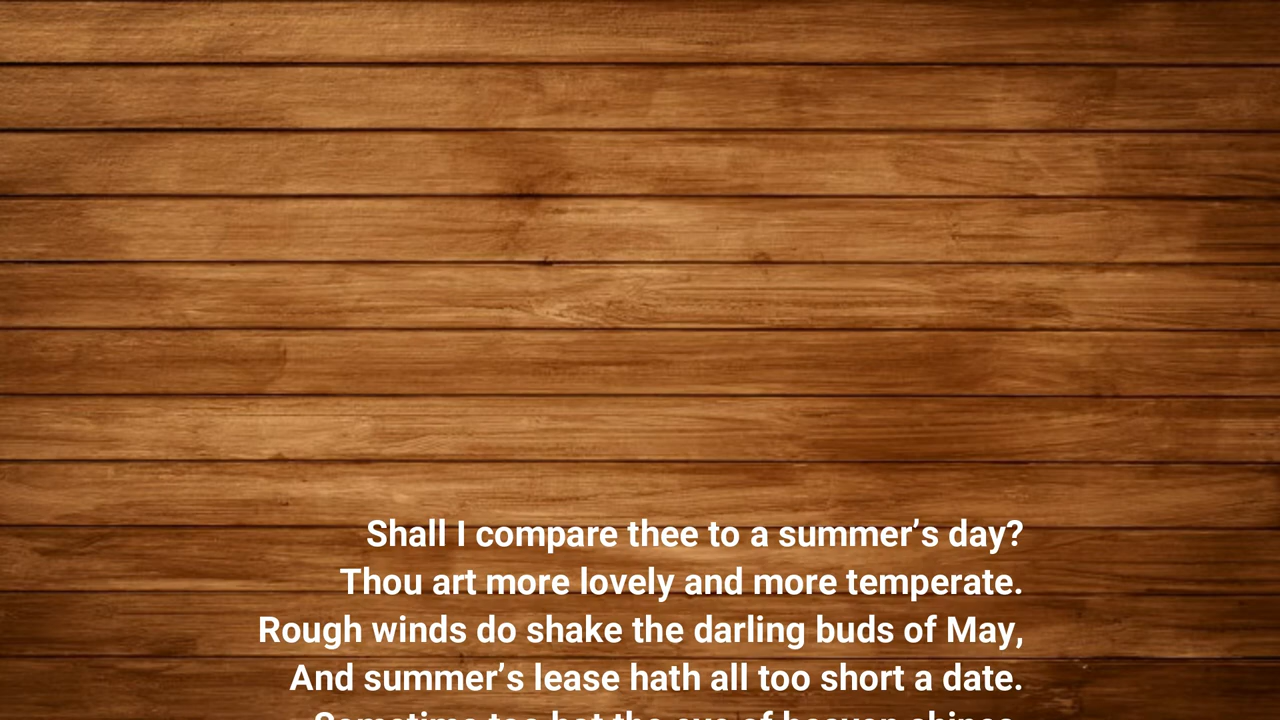 Shall I compare thee to a summer’s day?
Thou art more lovely and more temperate.
Rough winds do shake the darling buds of May,
And summer’s lease hath all too short a date.